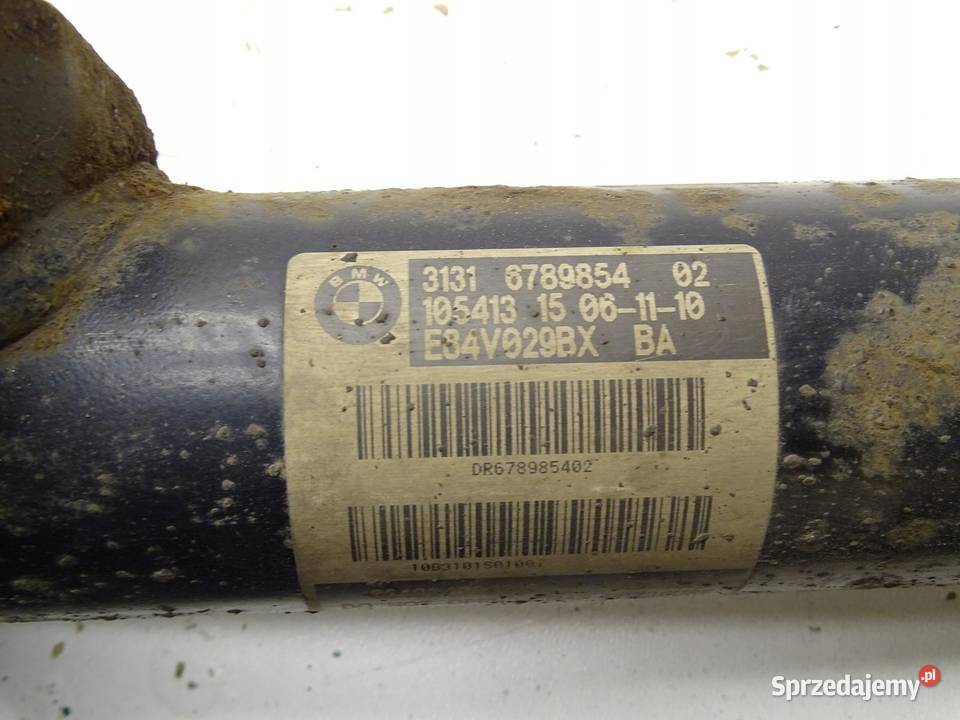 BMW
3131 6789854 02
105413 15 06-11-10
E84V029BX BA
DR678985402
Sprzedajemy.pl